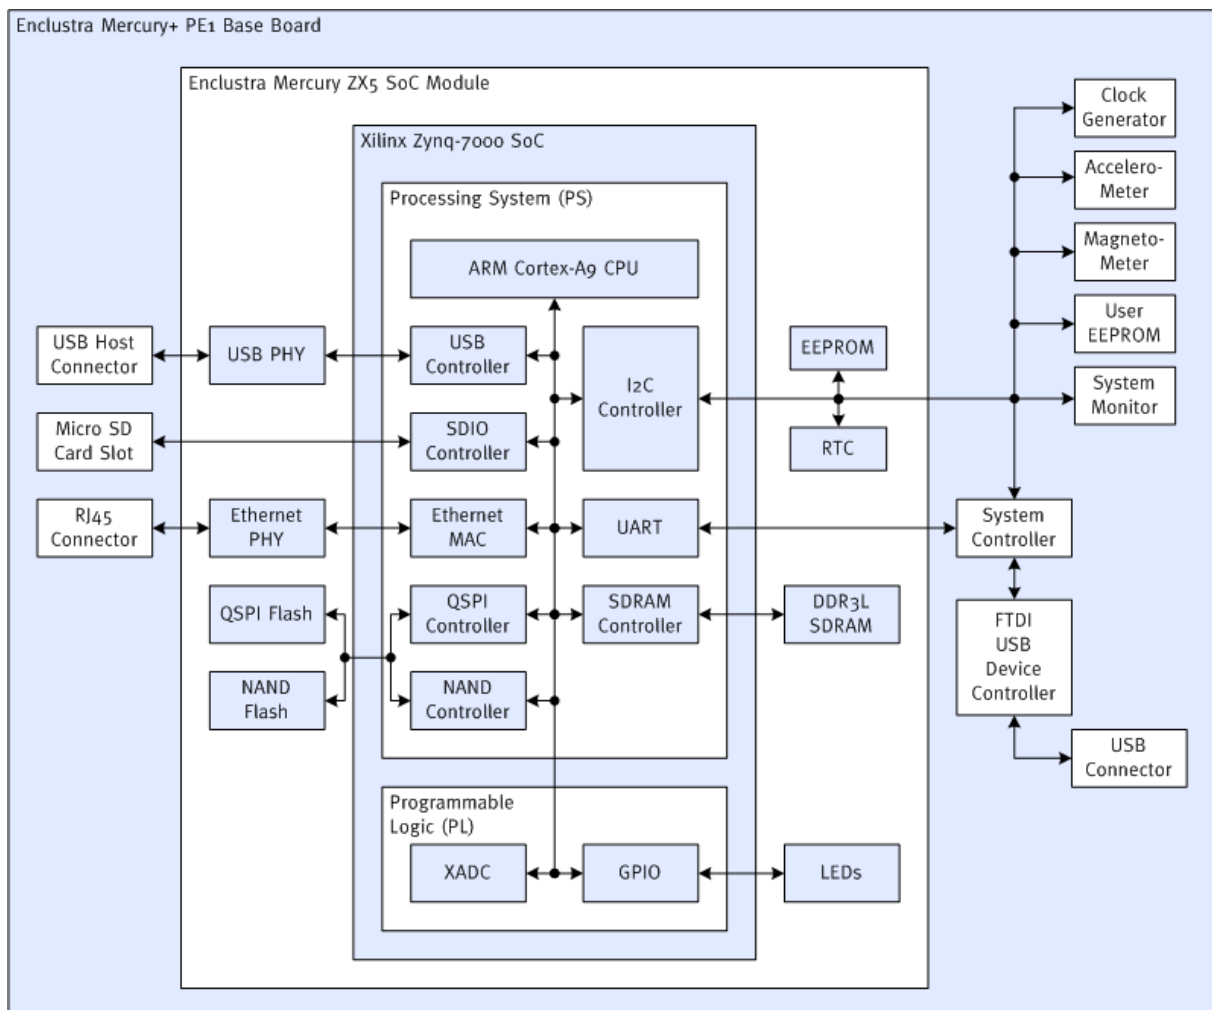 Enclustra Mercury+ PE1 Base Board
Enclustra Mercury ZX5 SoC Module
Xilinx Zynq-7000 SoC
Processing System (PS)
ARM Cortex-A9 CPU
USB Host
Connector
USB PHY
USB
Controller
I2C
Controller
EEPROM
RTC
Micro SD
Card Slot
SDIO
Controller
RJ45
Connector
Ethernet
PHY
Ethernet
MAC
UART
QSPI Flash
QSPI
Controller
SDRAM
Controller
DDR3L
SDRAM
NAND
Flash
NAND
Controller
Programmable
Logic (PL)
XADC
GPIO
LEDs
Clock
Generator
Accelero-
Meter
Magneto-
Meter
User
EEPROM
System
Monitor
System
Controller
FTDI
USB
Device
Controller
USB
Connector